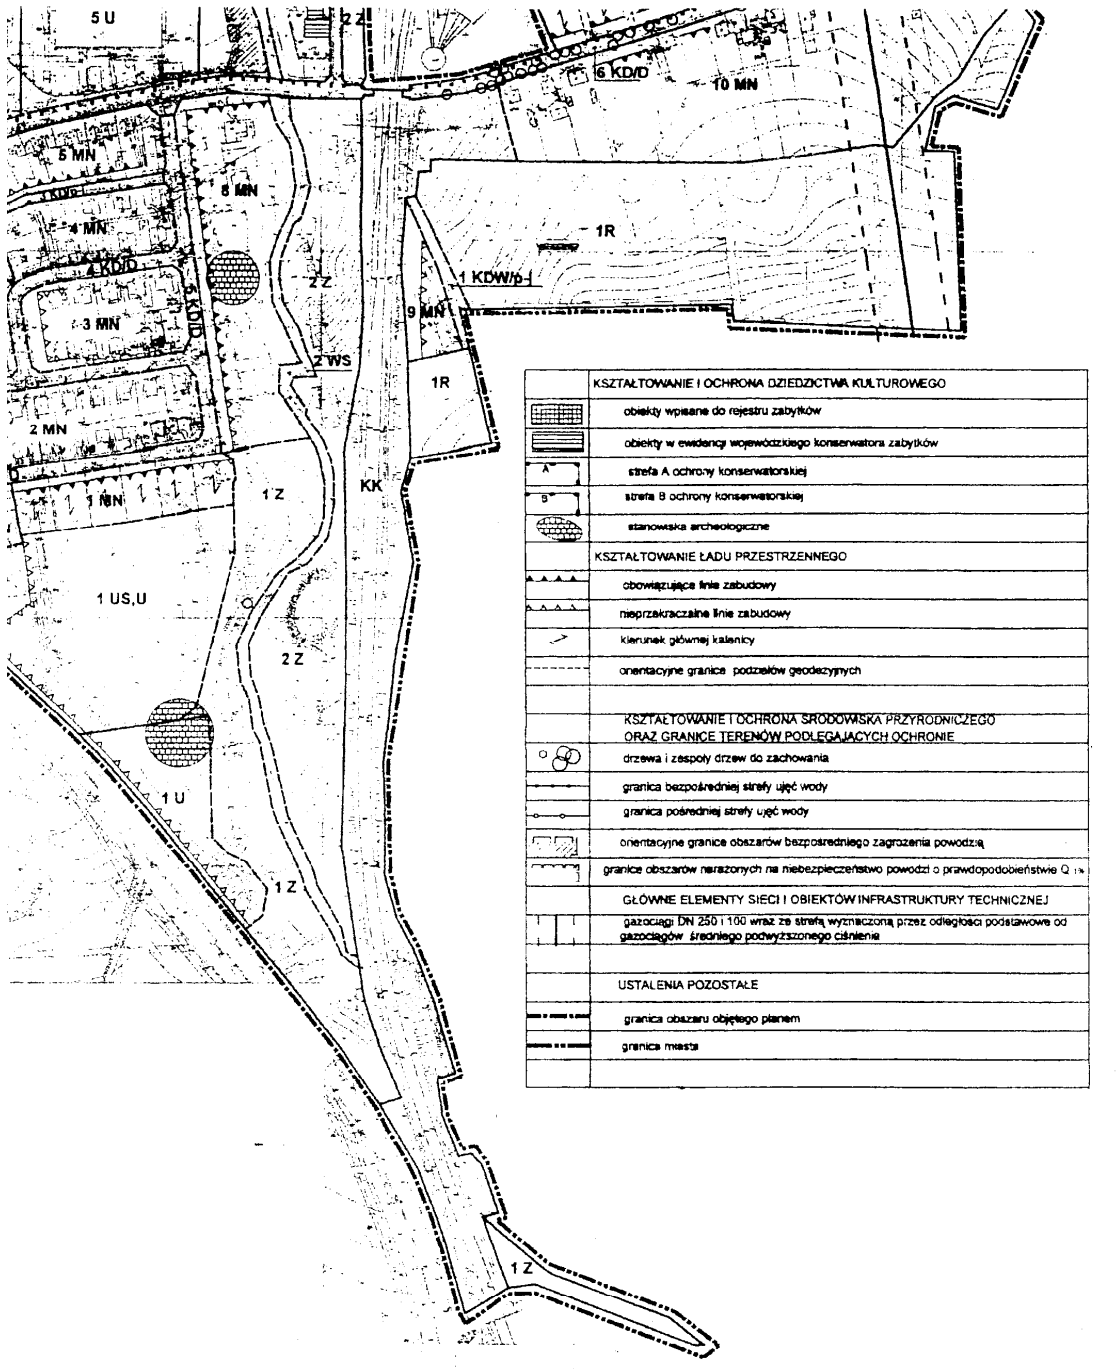 5 U
2 Z
6 KD/D
10 MN
5 MN
8 MN
4 MN
1R
4 KD/D
2 Z
1 KDW/p-j
5 KD/D
9 MN
3 MN
2 WS
1R
2 MN
1 Z
KK
1 MN
1 US,U
2 Z
1 U
1 Z
1 Z
KSZTAŁTOWANIE I OCHRONA DZIEDZICTWA KULTUROWEGO
obiekty wpisane do rejestru zabytków
obiekty w ewidencji wojewódzkiego konserwatora zabytków
A
strefa A ochrony konserwatorskiej
B
strefa B ochrony konserwatorskiej
stanowiska archeologiczne
KSZTAŁTOWANIE ŁADU PRZESTRZENNEGO
obowiązujące linie zabudowy
nieprzekraczalne linie zabudowy
kierunek głównej kalenicy
orientacyjne granice podziałów geodezyjnych
KSZTAŁTOWANIE I OCHRONA ŚRODOWISKA PRZYRODNICZEGO
ORAZ GRANICE TERENÓW PODLEGAJĄCYCH OCHRONIE
drzewa i zespoły drzew do zachowania
granica bezpośredniej strefy ujęć wody
granica pośredniej strefy ujęć wody
orientacyjne granice obszarów bezpośredniego zagrożenia powodzią
granice obszarów narażonych na niebezpieczeństwo powodzi o prawdopodobieństwie Q 1%
GŁÓWNE ELEMENTY SIECI I OBIEKTÓW INFRASTRUKTURY TECHNICZNEJ
gazociągi DN 250 i 100 wraz ze strefą wyznaczoną przez odległości podstawowe od
gazociągów średniego podwyższonego ciśnienia
USTALENIA POZOSTAŁE
granica obszaru objętego planem
granica miasta